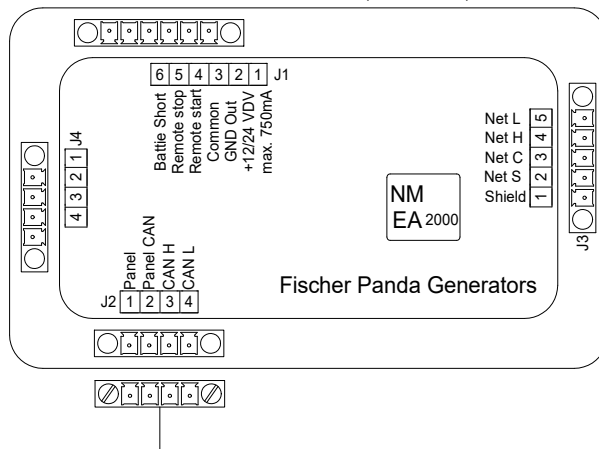 6 5 4 3 2 1 J1
Battie Short
Remote stop
Remote start
Common
GND Out
+12/24 VDV
max. 750mA
J4
1
2
3
4
Net L 5
Net H 4
Net C 3
Net S 2
Shield 1
J3
NM
EA 2000
Panel
Panel CAN
CAN H
CAN L
J2 1 2 3 4
Fischer Panda Generators